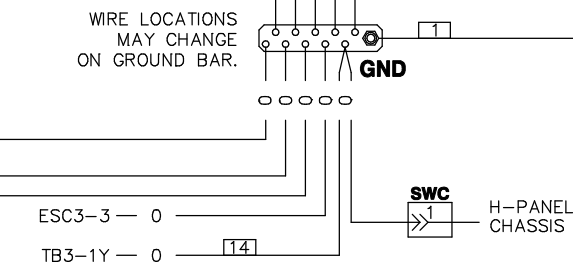 WIRE LOCATIONS
MAY CHANGE
ON GROUND BAR.
1
GND
SWC
1
H-PANEL
CHASSIS
ESC3-3 — 0
14
TB3-1Y — 0